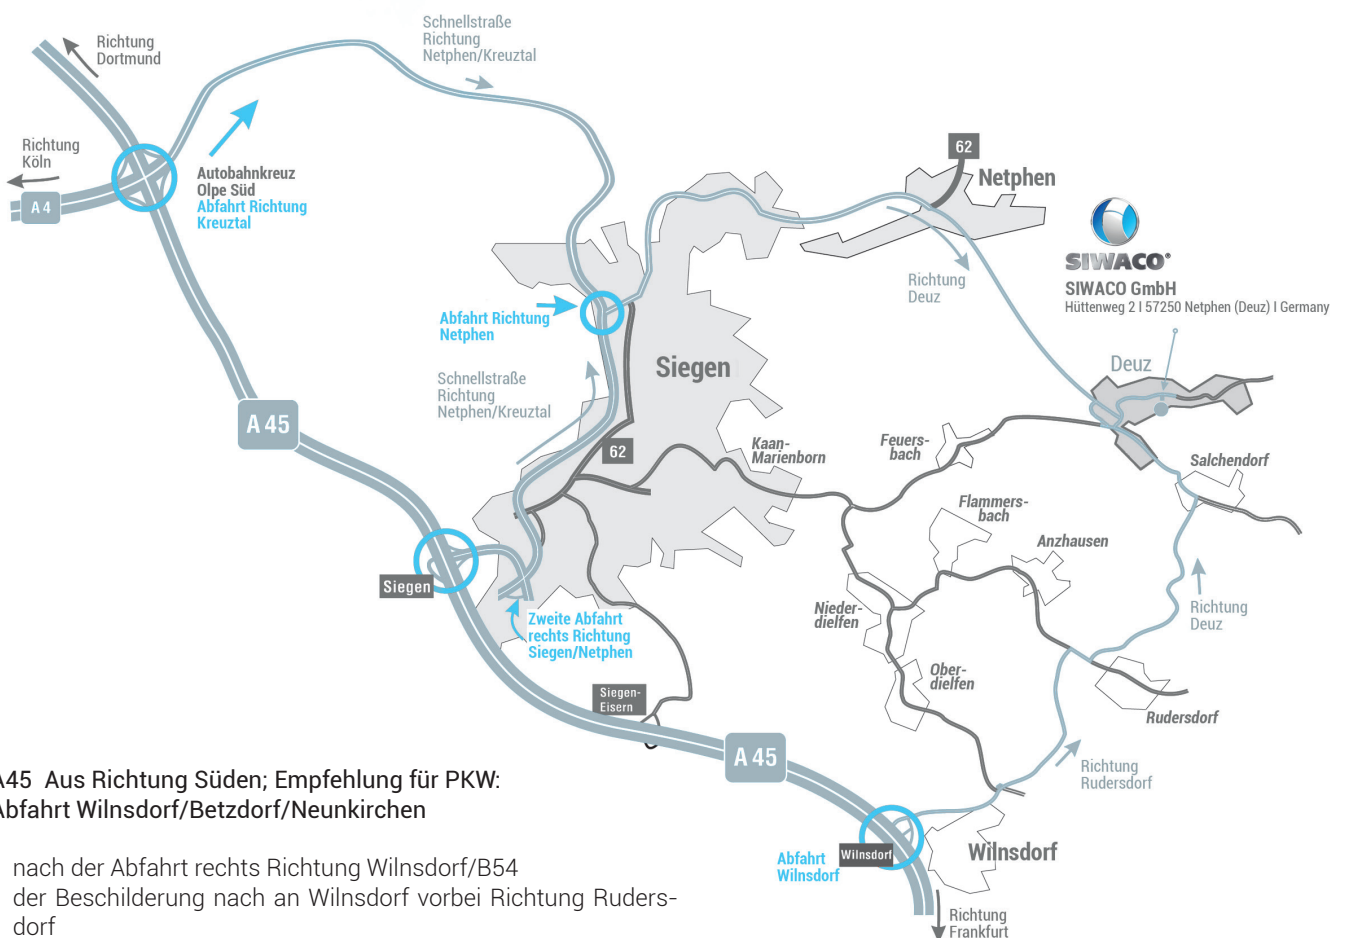 Schnellstraße
Richtung
Netphen/Kreuztal
Richtung
Dortmund
Richtung
Köln
A 4
Autobahnkreuz
Olpe Süd
Abfahrt Richtung
Kreuztal
62
Netphen
SIWACO®
SIWACO GmbH
Hüttenweg 2 I 57250 Netphen (Deuz) I Germany
Richtung
Deuz
Abfahrt Richtung
Netphen
Siegen
Deuz
Schnellstraße
Richtung
Netphen/Kreuztal
A 45
62
Kaan-
Marienborn
Feuers-
bach
Salchendorf
Flammers-
bach
Anzhausen
Siegen
Nieder-
dielfen
Richtung
Deuz
Zweite Abfahrt
rechts Richtung
Siegen/Netphen
Ober-
dielfen
Siegen-
Eisern
Rudersdorf
A 45
Richtung
Rudersdorf
A45 Aus Richtung Süden; Empfehlung für PKW:
Abfahrt Wilnsdorf/Betzdorf/Neunkirchen
Abfahrt
Wilnsdorf
Wilnsdorf
Wilnsdorf
nach der Abfahrt rechts Richtung Wilnsdorf/B54
der Beschilderung nach an Wilnsdorf vorbei Richtung Ruders-
dorf
Richtung
Frankfurt